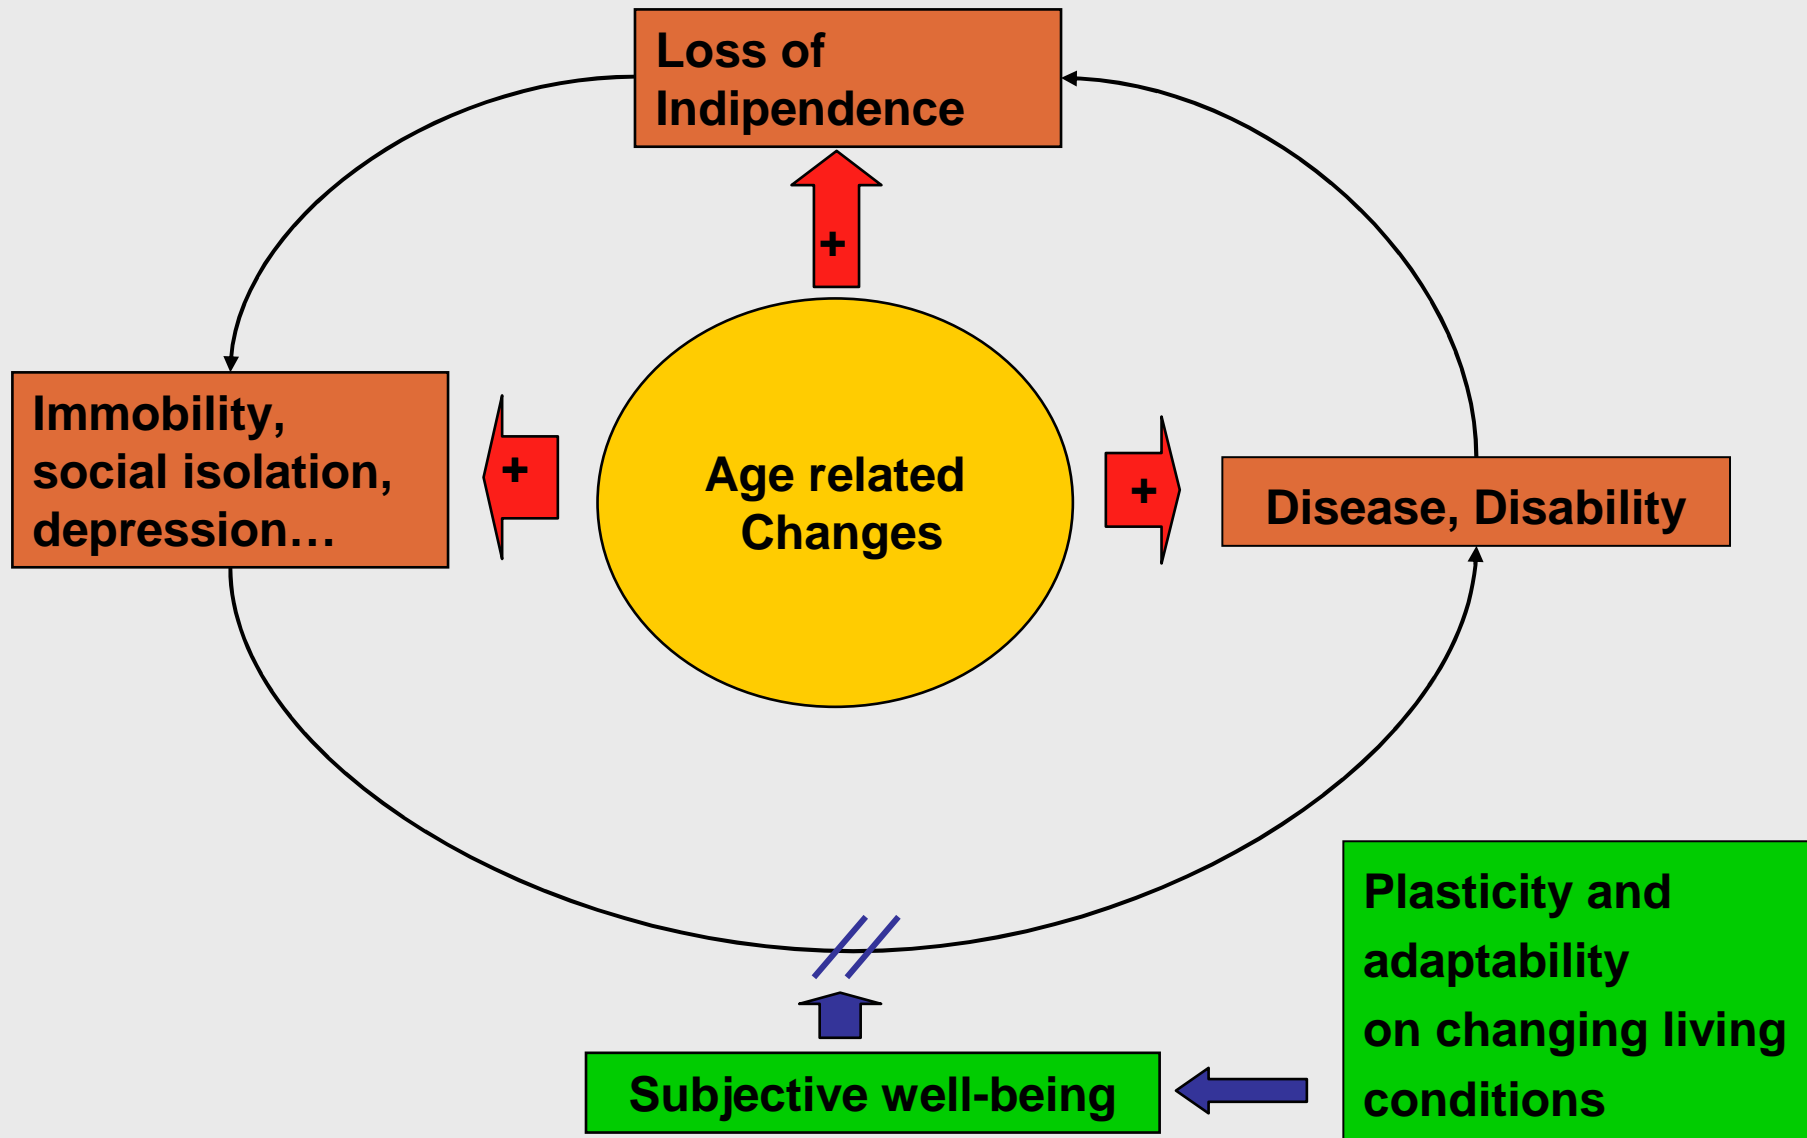 Loss of
Indipendence
+
Immobility,
social isolation,
depression…
+
Age related
Changes
+
Disease, Disability
Plasticity and
adaptability
on changing living
conditions
Subjective well-being